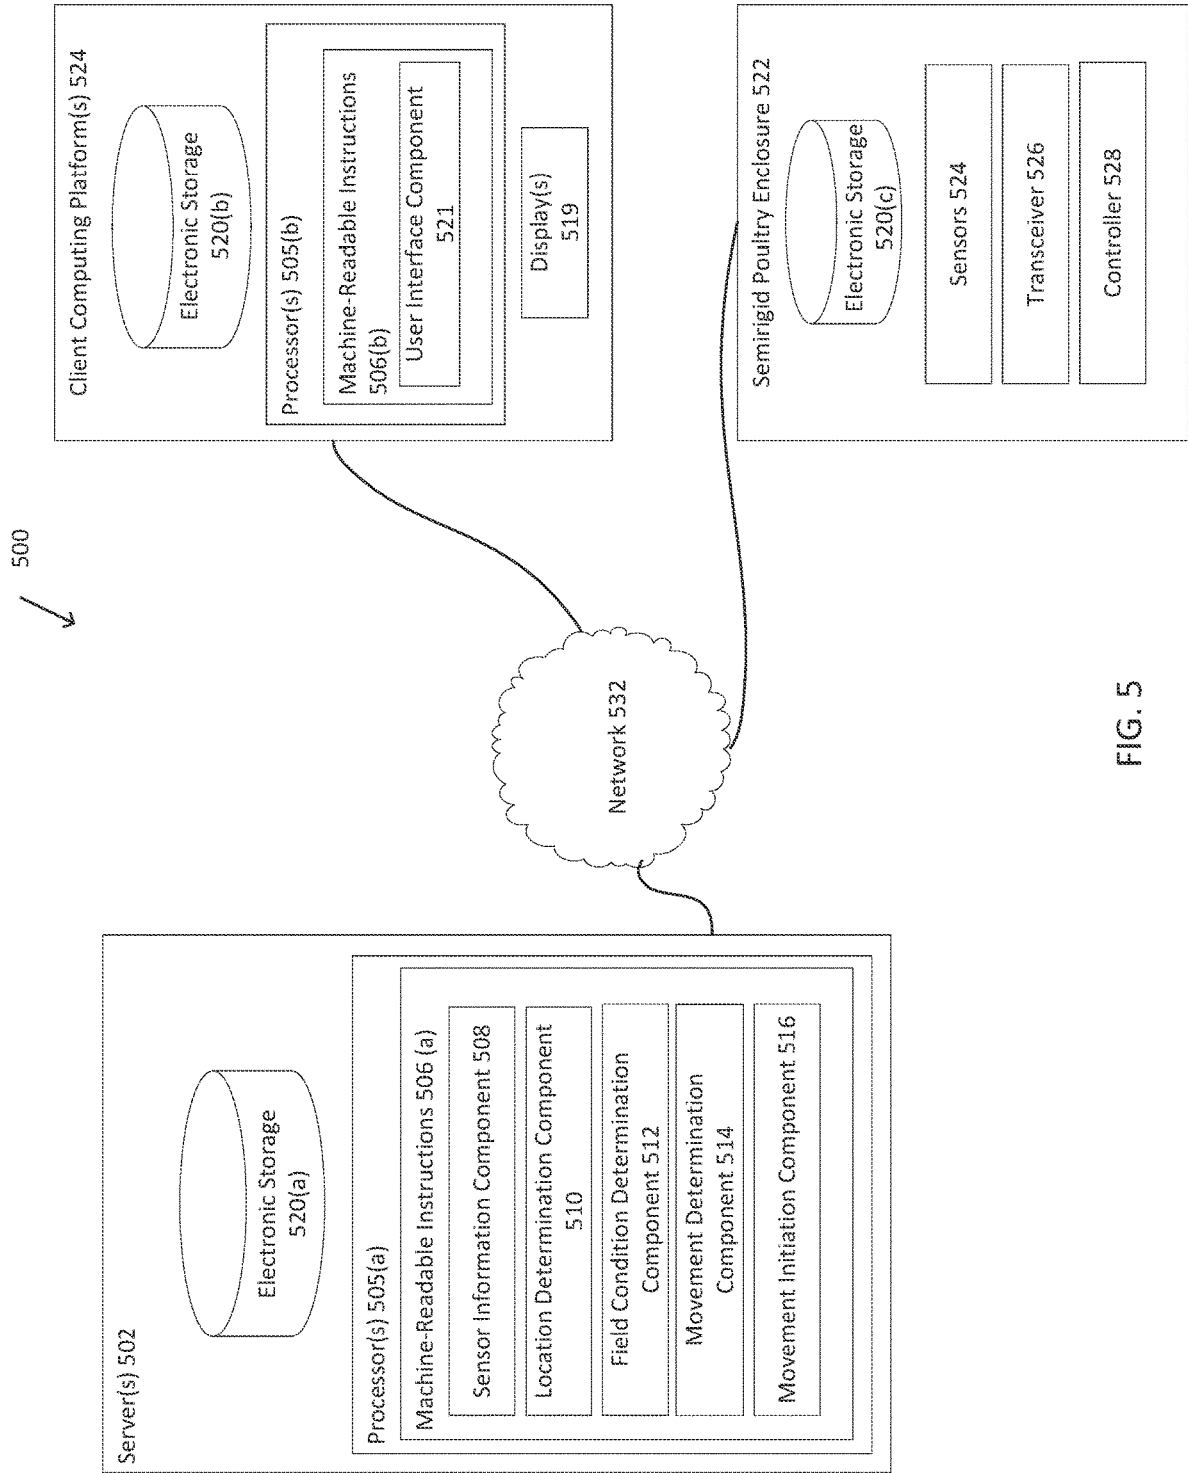 500
Server(s) 502
Electronic Storage
520(a)
Processor(s) 505(a)
Machine-Readable Instructions 506 (a)
Sensor Information Component 508
Location Determination Component
510
Field Condition Determination
Component 512
Movement Determination
Component 514
Movement Initiation Component 516
Network 532
Client Computing Platform(s) 524
Electronic Storage
520(b)
Processor(s) 505(b)
Machine-Readable Instructions
506(b)
User Interface Component
521
Display(s)
519
Semirigid Poultry Enclosure 522
Electronic Storage
520(c)
Sensors 524
Transceiver 526
Controller 528
FIG. 5